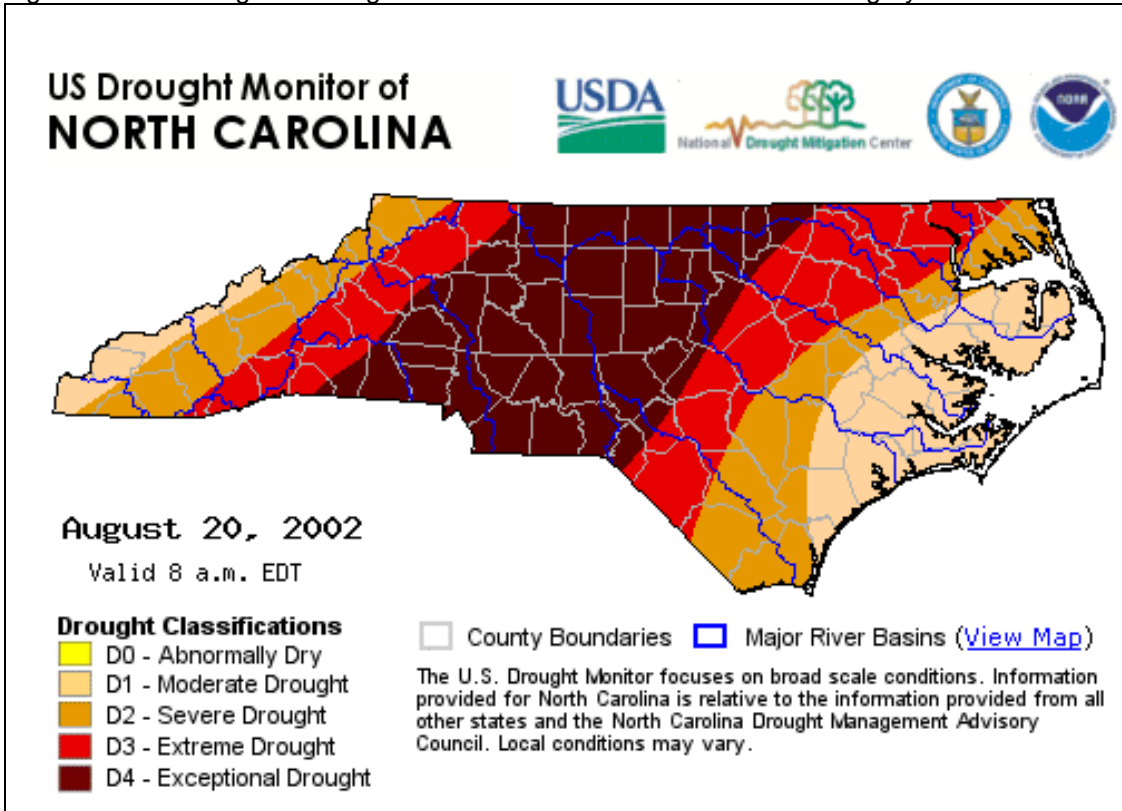 US Drought Monitor of
NORTH CAROLINA
USDA
National Drought Mitigation Center
NOAA
August 20, 2002
Valid 8 a.m. EDT
Drought Classifications
D0 - Abnormally Dry
D1 - Moderate Drought
D2 - Severe Drought
D3 - Extreme Drought
D4 - Exceptional Drought
County Boundaries Major River Basins (View Map)
The U.S. Drought Monitor focuses on broad scale conditions. Information
provided for North Carolina is relative to the information provided from all
other states and the North Carolina Drought Management Advisory
Council. Local conditions may vary.